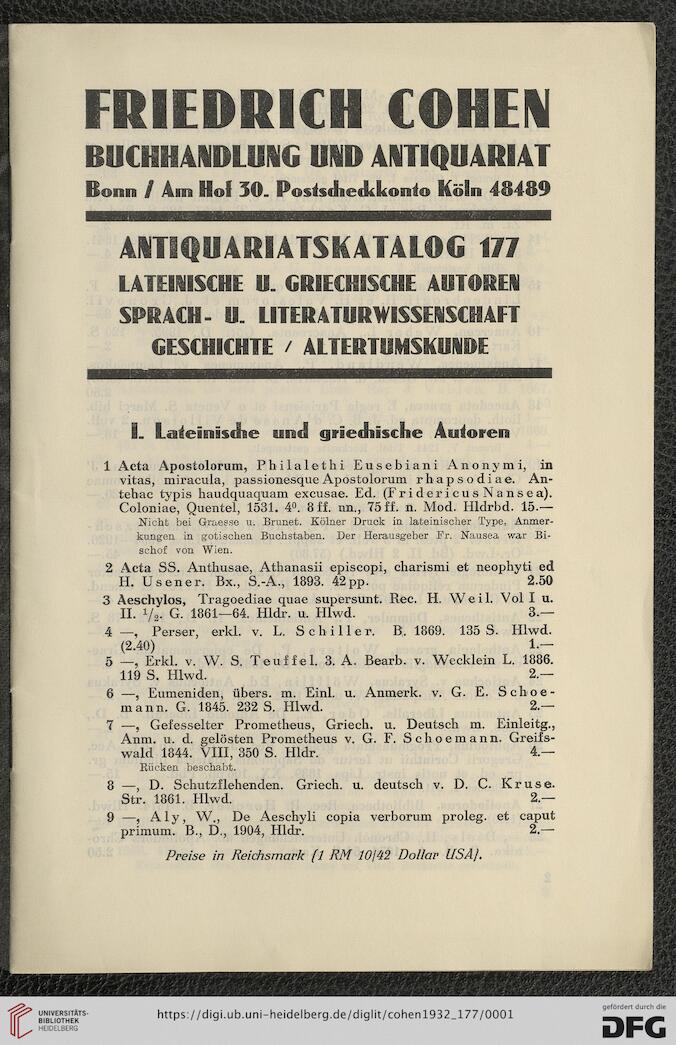 FRIEDRICH COHEN
BUCHHANDLUNG UND ANTIQUARIAT
Bonn / Am Hof 30. Postscheckkonto Köln 48489
ANTIQUARIATSKATALOG 177
LATEINISCHE U. GRIECHISCHE AUTOREN
SPRACH- U. LITERATURWISSENSCHAFT
GESCHICHTE / ALTERTUMSKUNDE
I. Lateinische und griechische Autoren
1 Acta Apostolorum, Philalethi Eusebiani Anonymi, in
vitas, miracula, passionesque Apostolorum rhapsodiae. An-
tehac typis haudquaquam excusae. Ed. (Fridericus Nansea).
Coloniae, Quentel, 1531. 4⁰. 8 ff. nn., 75 ff. n. Mod. Hldrbd. 15.—
Nicht bei Graesse u. Brunet. Kölner Druck in lateinischer Type, Anmer-
kungen in gotischen Buchstaben. Der Herausgeber Fr. Nausea war Bi-
schof von Wien.
2 Acta SS. Anthusae, Athanasii episcopi, charismi et neophyti ed
H. Usener. Bx., S.-A., 1893. 42 pp. 2.50
3 Aeschylos, Tragoediae quae supersunt. Rec. H. Weil. Vol I u.
II. 1/2. G. 1861—64. Hldr. u. Hlwd. 3.—
4 —, Perser, erkl. v. L. Schiller. B. 1869. 135 S. Hlwd.
(2.40) 1.—
5 —, Erkl. v. W. S. Teuffel. 3. A. Bearb. v. Wecklein L. 1886.
119 S. Hlwd. 2.—
6 —, Eumeniden, übers. m. Einl. u. Anmerk. v. G. E. Schoe-
mann. G. 1845. 232 S. Hlwd. 2.—
7 —, Gefesselter Prometheus, Griech. u. Deutsch m. Einleitg.,
Anm. u. d. gelösten Prometheus v. G. F. Schoemann. Greifs-
wald 1844. VIII, 350 S. Hldr. 4.—
Rücken beschabt.
8 —, D. Schutzflehenden. Griech. u. deutsch v. D. C. Kruse.
Str. 1861. Hlwd. 2.—
9 —, Aly, W., De Aeschyli copia verborum proleg. et caput
primum. B., D., 1904, Hldr. 2.—
Preise in Reichsmark (1 RM 10/42 Dollar USA).
UNIVERSITÄTS-
BIBLIOTHEK
HEIDELBERG
https://digi.ub.uni-heidelberg.de/diglit/cohen1932_177/0001
gefördert durch die
DFG